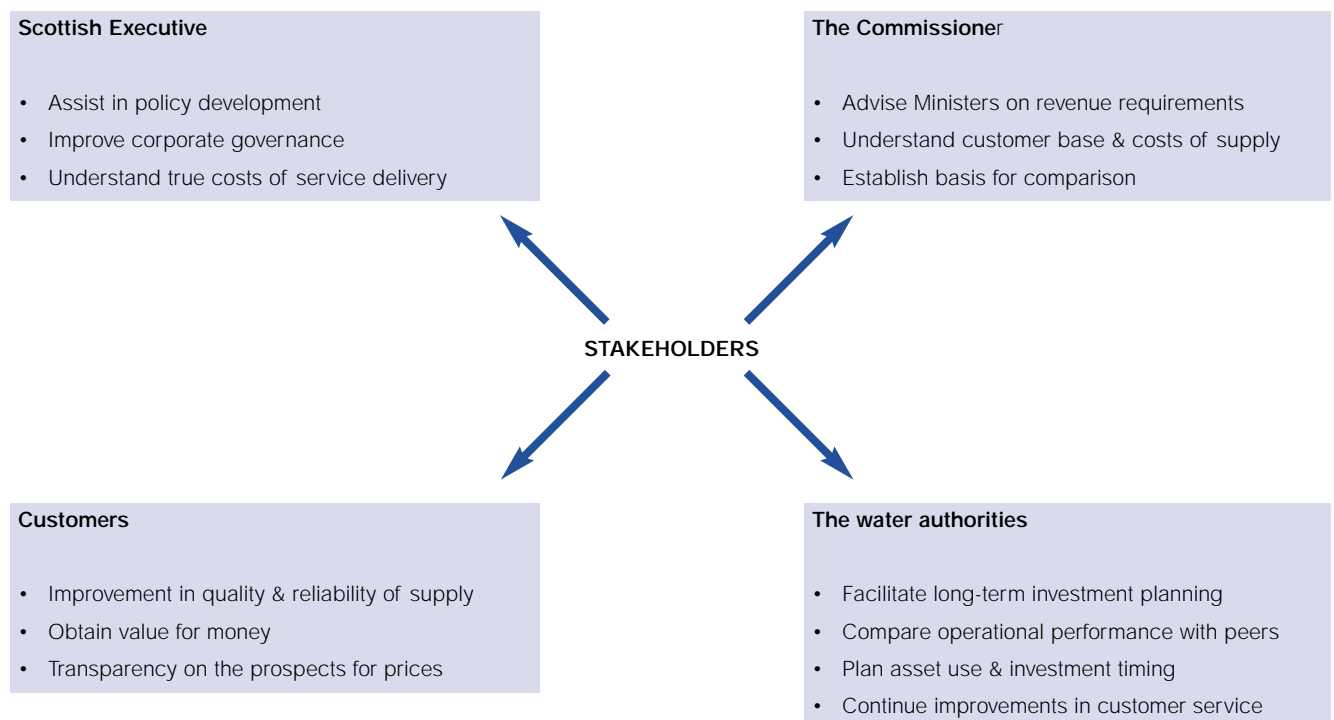 Scottish Executive
• Assist in policy development
• Improve corporate governance
• Understand true costs of service delivery
The Commissioner
• Advise Ministers on revenue requirements
• Understand customer base & costs of supply
• Establish basis for comparison
STAKEHOLDERS
Customers
• Improvement in quality & reliability of supply
• Obtain value for money
• Transparency on the prospects for prices
The water authorities
• Facilitate long-term investment planning
• Compare operational performance with peers
• Plan asset use & investment timing
• Continue improvements in customer service